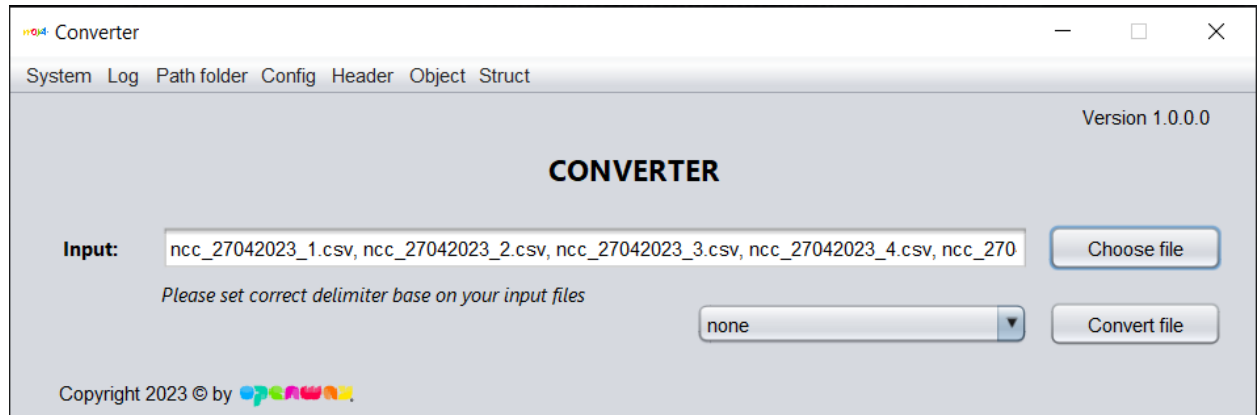 Converter
System Log Path folder Config Header Object Struct
Version 1.0.0.0
CONVERTER
Input: ncc_27042023_1.csv, ncc_27042023_2.csv, ncc_27042023_3.csv, ncc_27042023_4.csv, ncc_270 Choose file
Please set correct delimiter base on your input files
none Convert file
Copyright 2023 © by openway